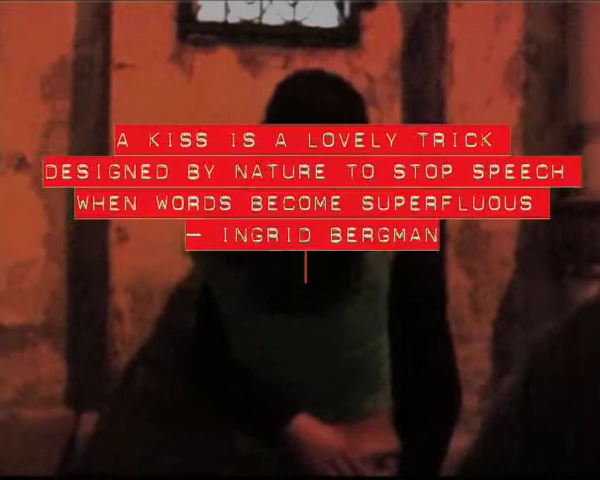 A KISS IS A LOVELY TRICK
DESIGNED BY NATURE TO STOP SPEECH
WHEN WORDS BECOME SUPERFLUOUS
– INGRID BERGMAN